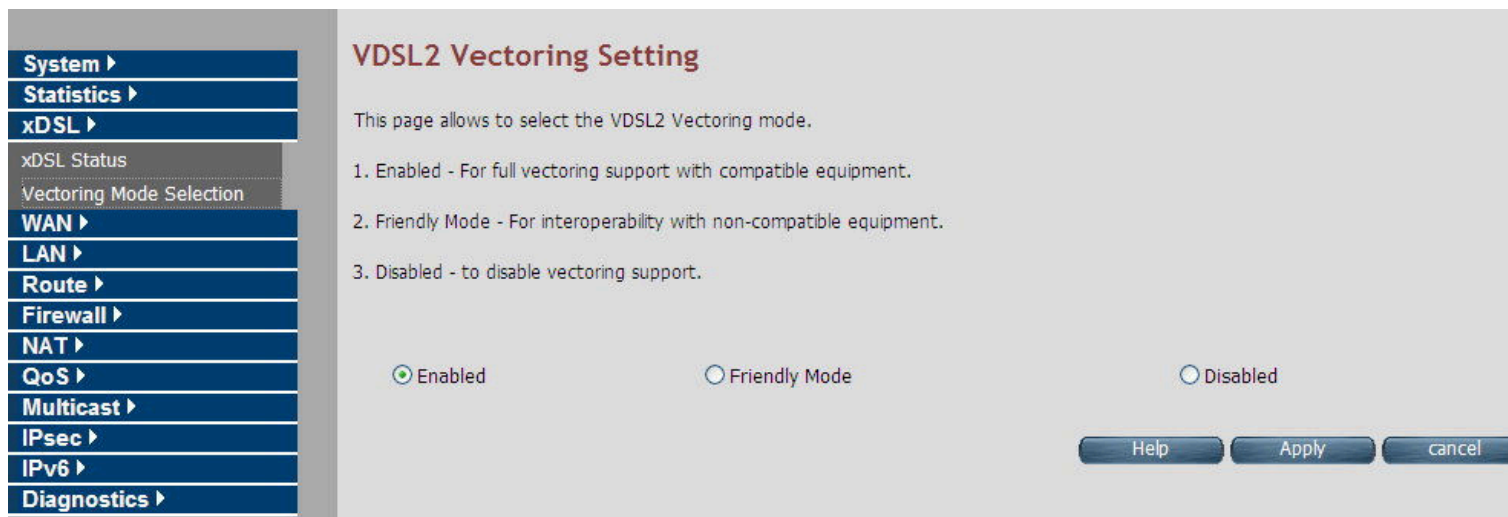 System
Statistics
xDSL
xDSL Status
Vectoring Mode Selection
WAN
LAN
Route
Firewall
NAT
QoS
Multicast
IPsec
IPv6
Diagnostics
VDSL2 Vectoring Setting
This page allows to select the VDSL2 Vectoring mode.
1. Enabled - For full vectoring support with compatible equipment.
2. Friendly Mode - For interoperability with non-compatible equipment.
3. Disabled - to disable vectoring support.
Enabled Friendly Mode Disabled
Help Apply cancel